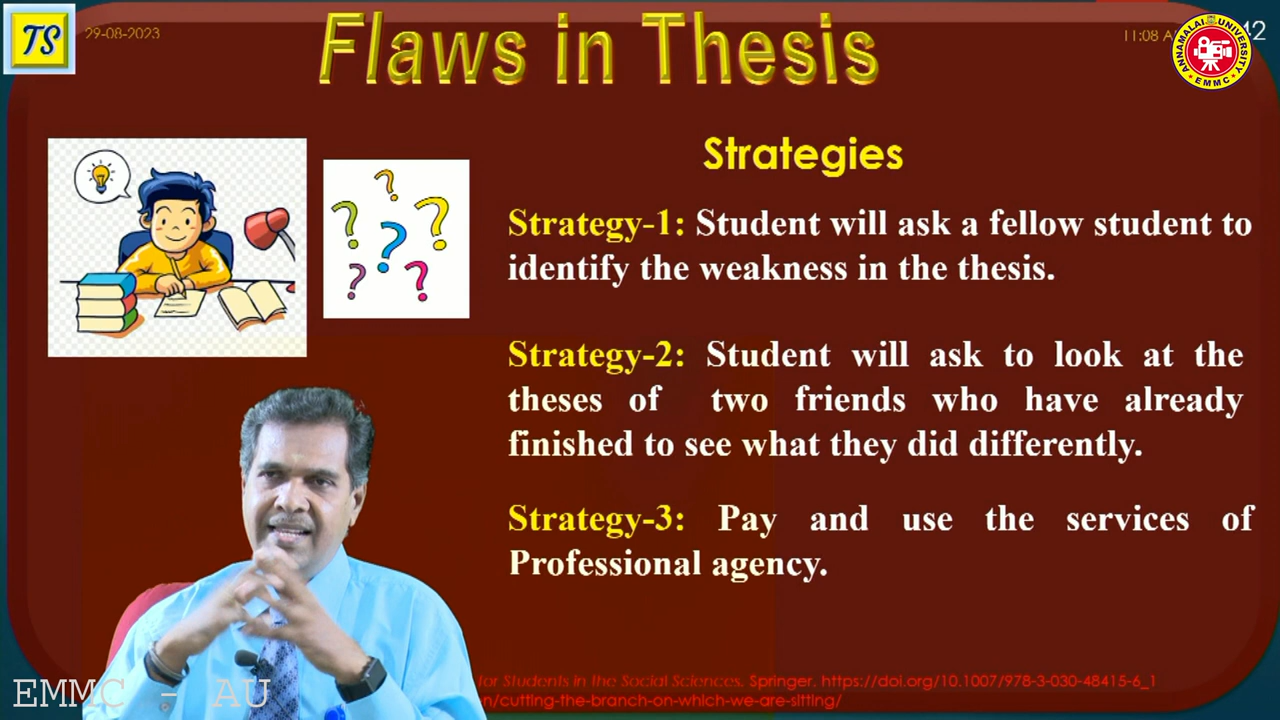 TS
29-08-2023
Flaws in Thesis
11:08 A
42
ANNAMALAI UNIVERSITY
EMMC
Strategies
Strategy-1: Student will ask a fellow student to
identify the weakness in the thesis.
Strategy-2: Student will ask to look at the
theses of two friends who have already
finished to see what they did differently.
Strategy-3: Pay and use the services of
Professional agency.
for Students in the Social Sciences. Springer. https://doi.org/10.1007/978-3-030-48415-6_1
n/cutting-the-branch-on-which-we-are-sitting/
EMMC - AU